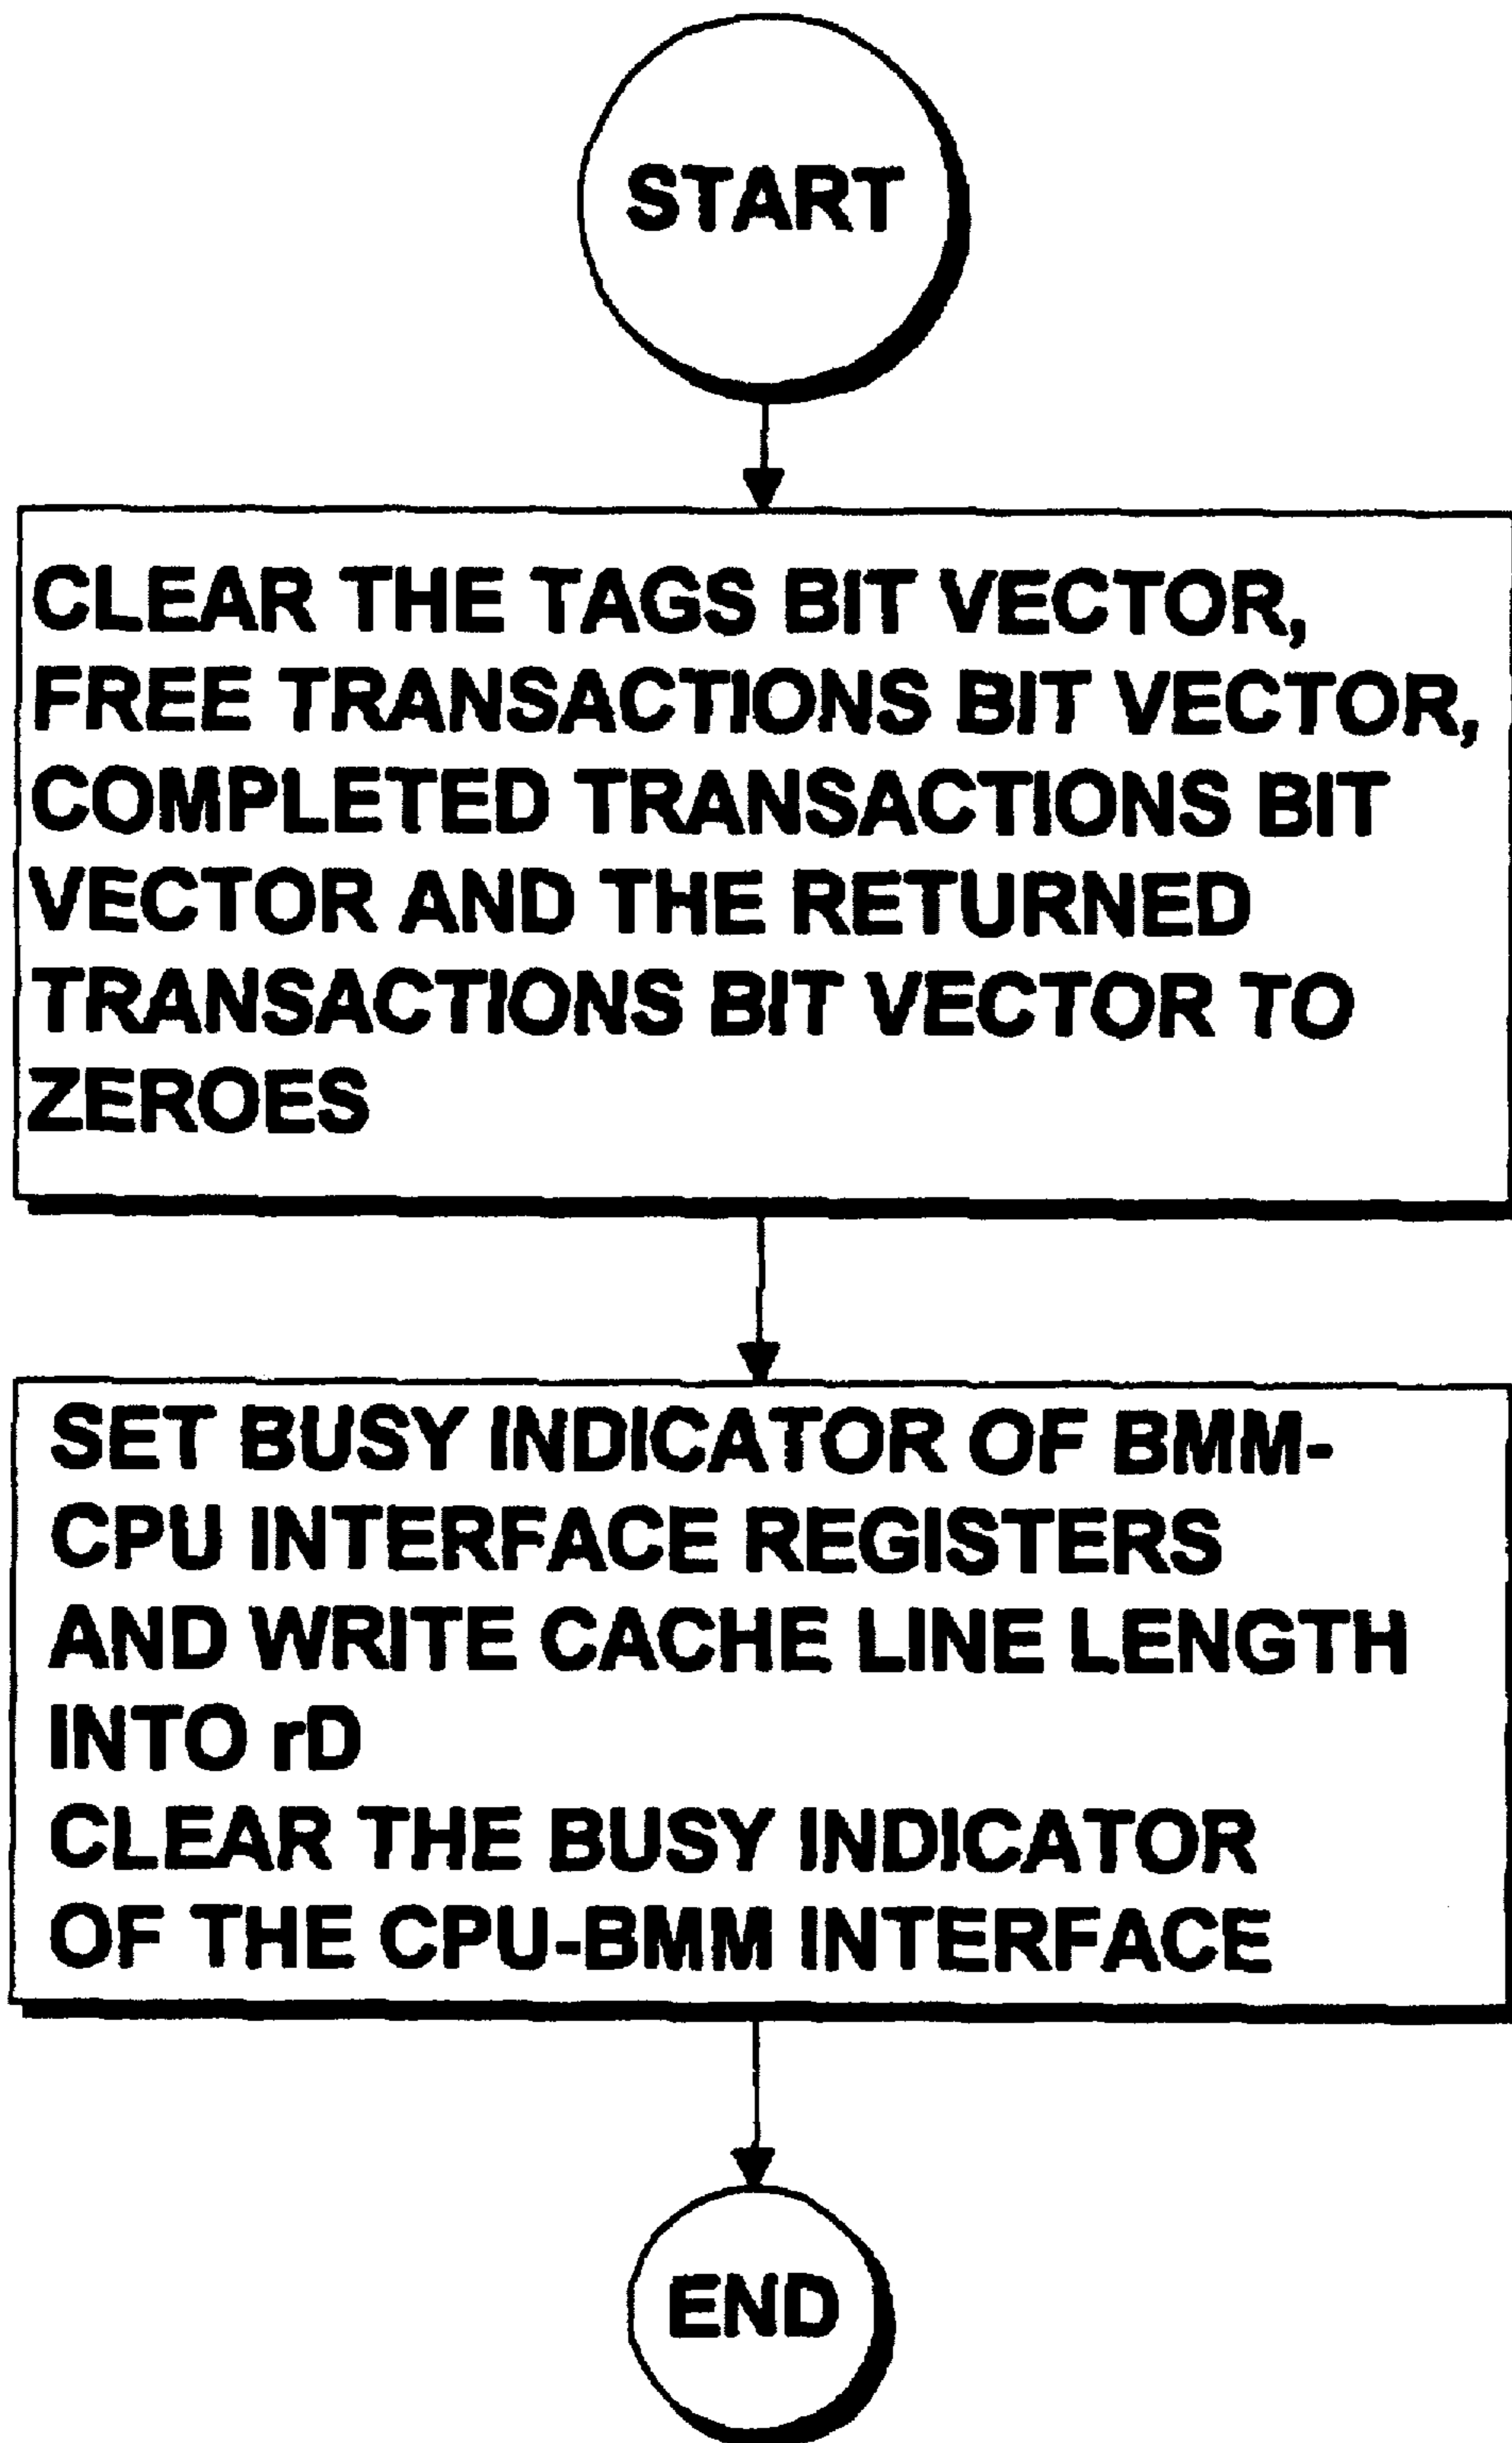 START
CLEAR THE TAGS BIT VECTOR,
FREE TRANSACTIONS BIT VECTOR,
COMPLETED TRANSACTIONS BIT
VECTOR AND THE RETURNED
TRANSACTIONS BIT VECTOR TO
ZEROES
SET BUSY INDICATOR OF BMM-
CPU INTERFACE REGISTERS
AND WRITE CACHE LINE LENGTH
INTO rD
CLEAR THE BUSY INDICATOR
OF THE CPU-BMM INTERFACE
END